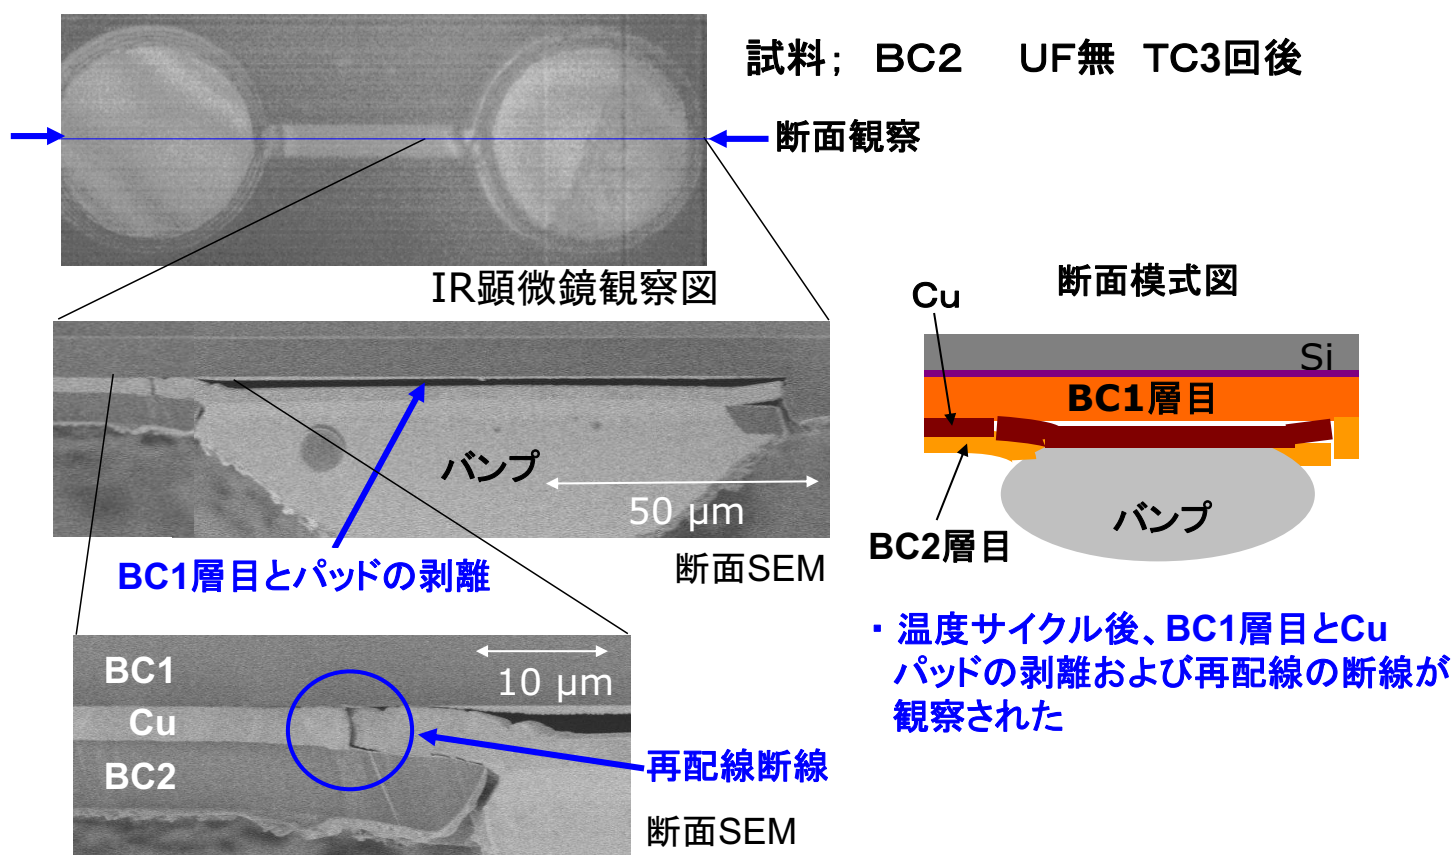 試料； BC2　UF無　TC3回後
断面観察
IR顕微鏡観察図
断面模式図
Cu
Si
BC1層目
BC2層目
バンプ
バンプ
50 μm
BC1層目とパッドの剥離
断面SEM
・温度サイクル後、BC1層目とCu
パッドの剥離および再配線の断線が
観察された
BC1
10 μm
Cu
BC2
再配線断線
断面SEM